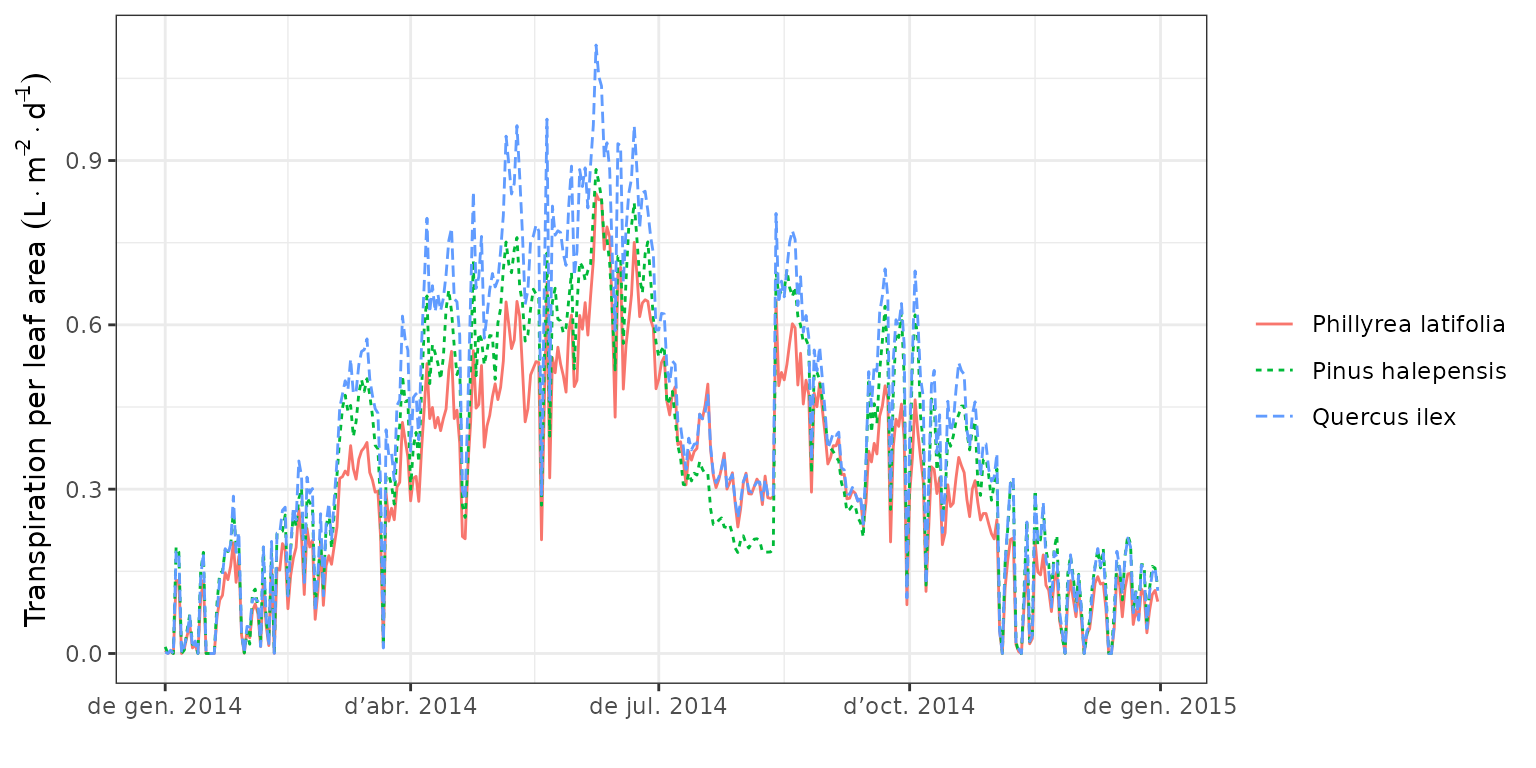 Transpiration per leaf area (L · m⁻² · d⁻¹)
0.9
0.6
0.3
0.0
de gen. 2014 d’abr. 2014 de jul. 2014 d’oct. 2014 de gen. 2015
Phillyrea latifolia
Pinus halepensis
Quercus ilex